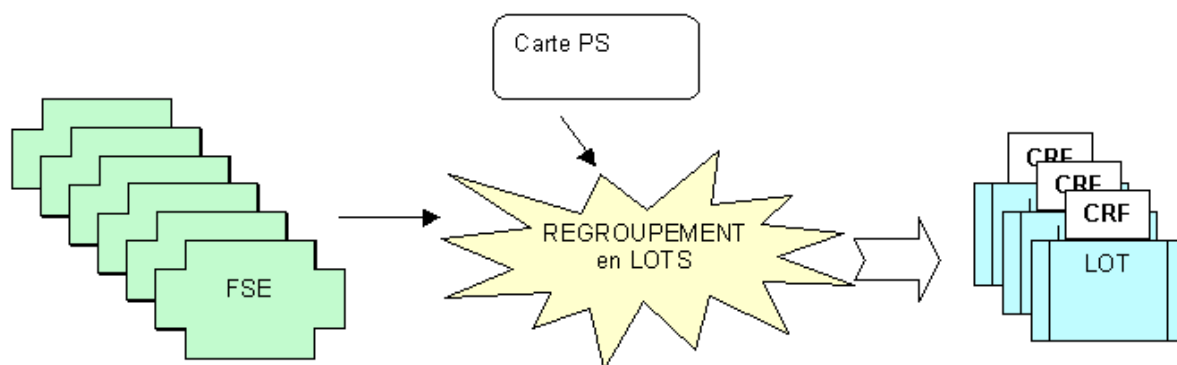 Carte PS
CRF
CRF
CRF
REGROUPEMENT
en LOTS
FSE
LOT